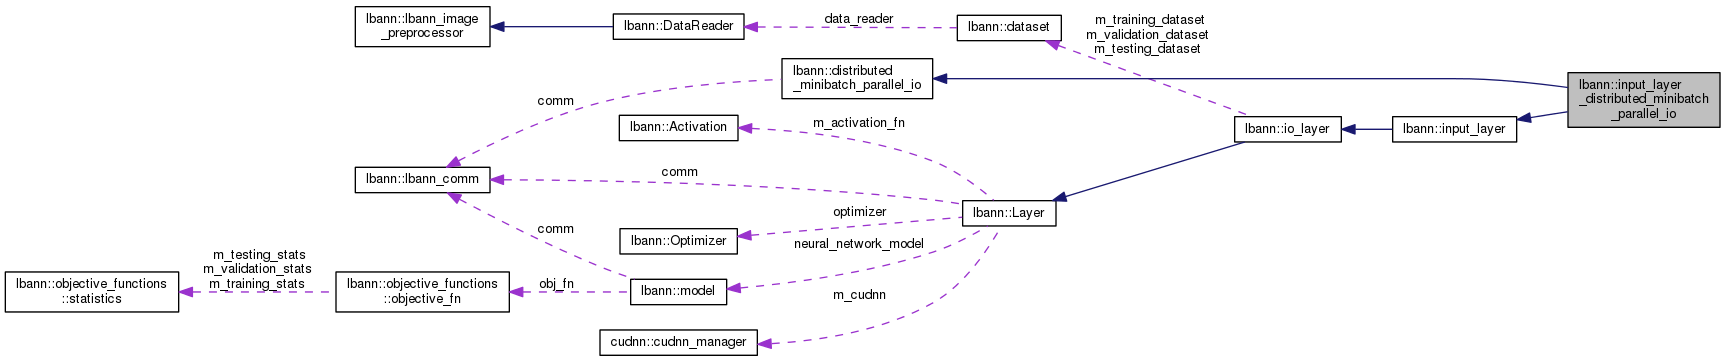 lbann::lbann_image
_preprocessor
lbann::DataReader
data_reader
lbann::dataset
m_training_dataset
m_validation_dataset
m_testing_dataset
lbann::distributed
_minibatch_parallel_io
lbann::input_layer
_distributed_minibatch
_parallel_io
comm
lbann::Activation
m_activation_fn
lbann::io_layer
lbann::input_layer
lbann::lbann_comm
comm
lbann::Layer
optimizer
lbann::Optimizer
comm
neural_network_model
m_testing_stats
m_validation_stats
m_training_stats
lbann::objective_functions
::statistics
lbann::objective_functions
::objective_fn
obj_fn
lbann::model
m_cudnn
cudnn::cudnn_manager